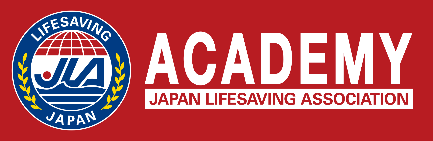 LIFESAVING
JLA
JAPAN
ACADEMY
JAPAN LIFESAVING ASSOCIATION